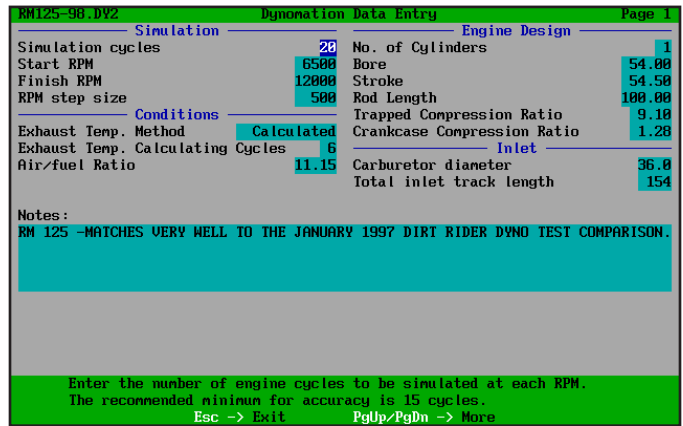 RM125-98.DY2 Dynomation Data Entry Page 1
Simulation
Simulation cycles 20
Start RPM 6500
Finish RPM 12000
RPM step size 500
Conditions
Exhaust Temp. Method Calculated
Exhaust Temp. Calculating Cycles 6
Air/fuel Ratio 11.15
Engine Design
No. of Cylinders 1
Bore 54.00
Stroke 54.50
Rod Length 100.00
Trapped Compression Ratio 9.10
Crankcase Compression Ratio 1.28
Inlet
Carburetor diameter 36.0
Total inlet track length 154
Notes:
RM 125 -MATCHES VERY WELL TO THE JANUARY 1997 DIRT RIDER DYNO TEST COMPARISON.
Enter the number of engine cycles to be simulated at each RPM.
The recommended minimum for accuracy is 15 cycles.
Esc -> Exit PgUp/PgDn -> More